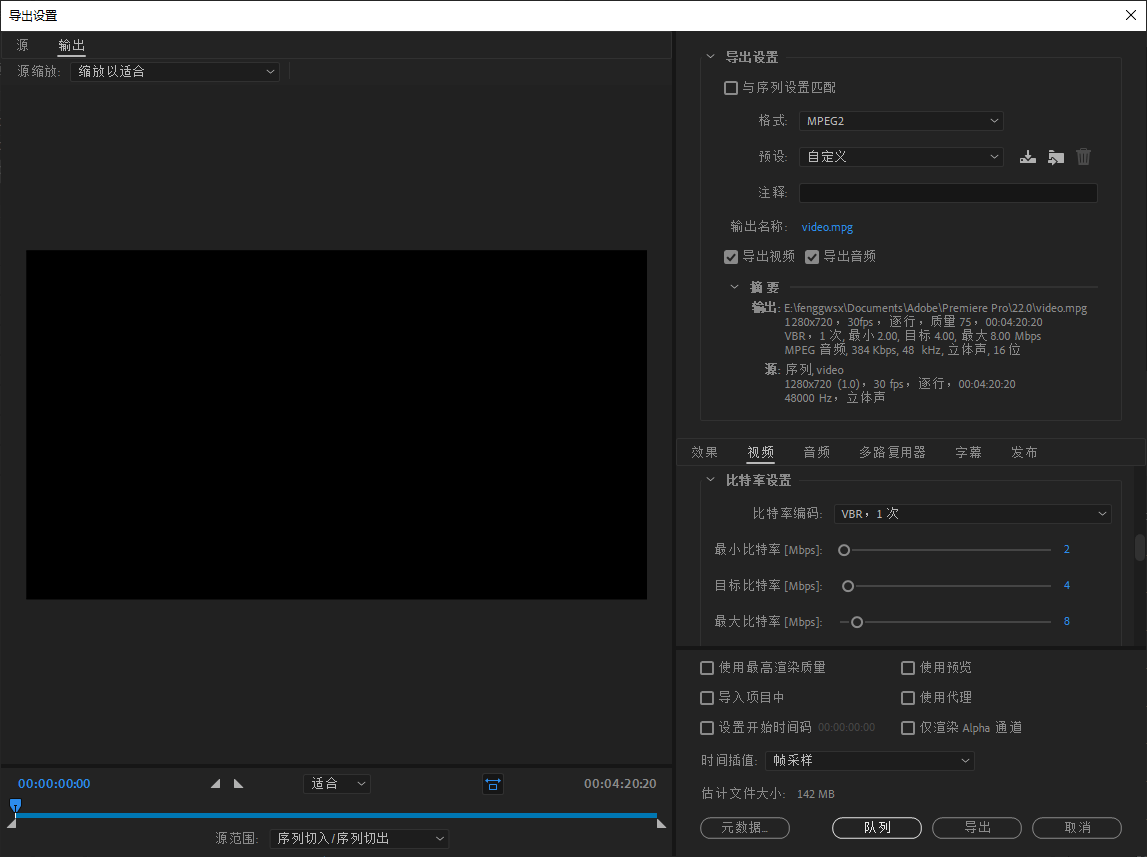 导出设置
源 输出
源缩放: 缩放以适合
00:00:00:00 适合 00:04:20:20
源范围: 序列切入/序列切出
导出设置
与序列设置匹配
格式: MPEG2
预设: 自定义
注释:
输出名称: video.mpg
导出视频 导出音频
摘要
输出: E:\fenggwsx\Documents\Adobe\Premiere Pro\22.0\video.mpg
1280x720，30fps，逐行，质量 75，00:04:20:20
VBR，1 次, 最小 2.00, 目标 4.00, 最大 8.00 Mbps
MPEG 音频, 384 Kbps, 48 kHz, 立体声, 16 位
源: 序列, video
1280x720 (1.0)，30 fps，逐行，00:04:20:20
48000 Hz，立体声
效果 视频 音频 多路复用器 字幕 发布
比特率设置
比特率编码: VBR，1 次
最小比特率 [Mbps]: 2
目标比特率 [Mbps]: 4
最大比特率 [Mbps]: 8
使用最高渲染质量 使用预览
导入项目中 使用代理
设置开始时间码 00:00:00:00 仅渲染 Alpha 通道
时间插值: 帧采样
估计文件大小: 142 MB
元数据... 队列 导出 取消